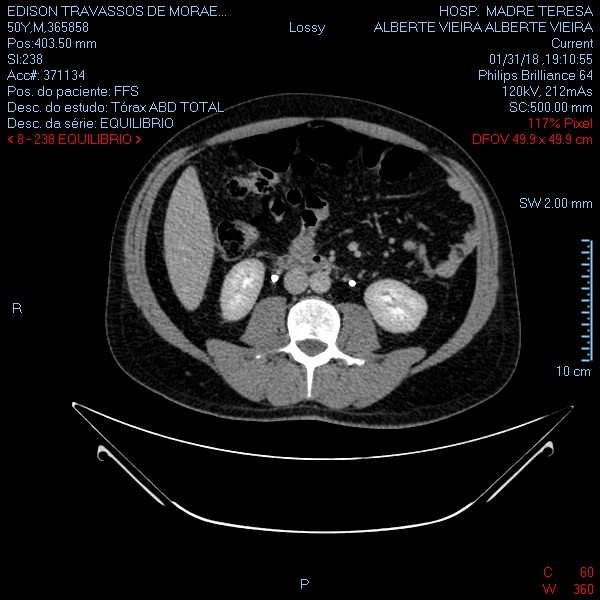 EDISON TRAVASSOS DE MORAE...
50Y,M,365858
Pos:403.50 mm
SI:238
Acc#: 371134
Pos. do paciente: FFS
Desc. do estudo: Tórax ABD TOTAL
Desc. da série: EQUILIBRIO
< 8 - 238 EQUILIBRIO >
Lossy
HOSP. MADRE TERESA
ALBERTE VIEIRA ALBERTE VIEIRA
Current
01/31/18 ,19:10:55
Philips Brilliance 64
120kV, 212mAs
SC:500.00 mm
117% Pixel
DFOV 49.9 x 49.9 cm
SW 2.00 mm
R
10 cm
P
C 60
W 360